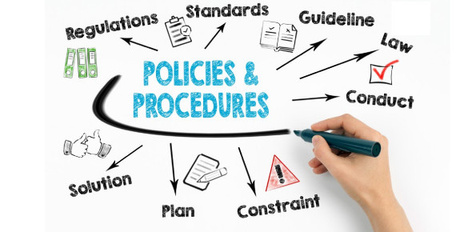 Regulations
Standards
Guideline
Law
POLICIES &
PROCEDURES
Conduct
Solution
Plan
Constraint